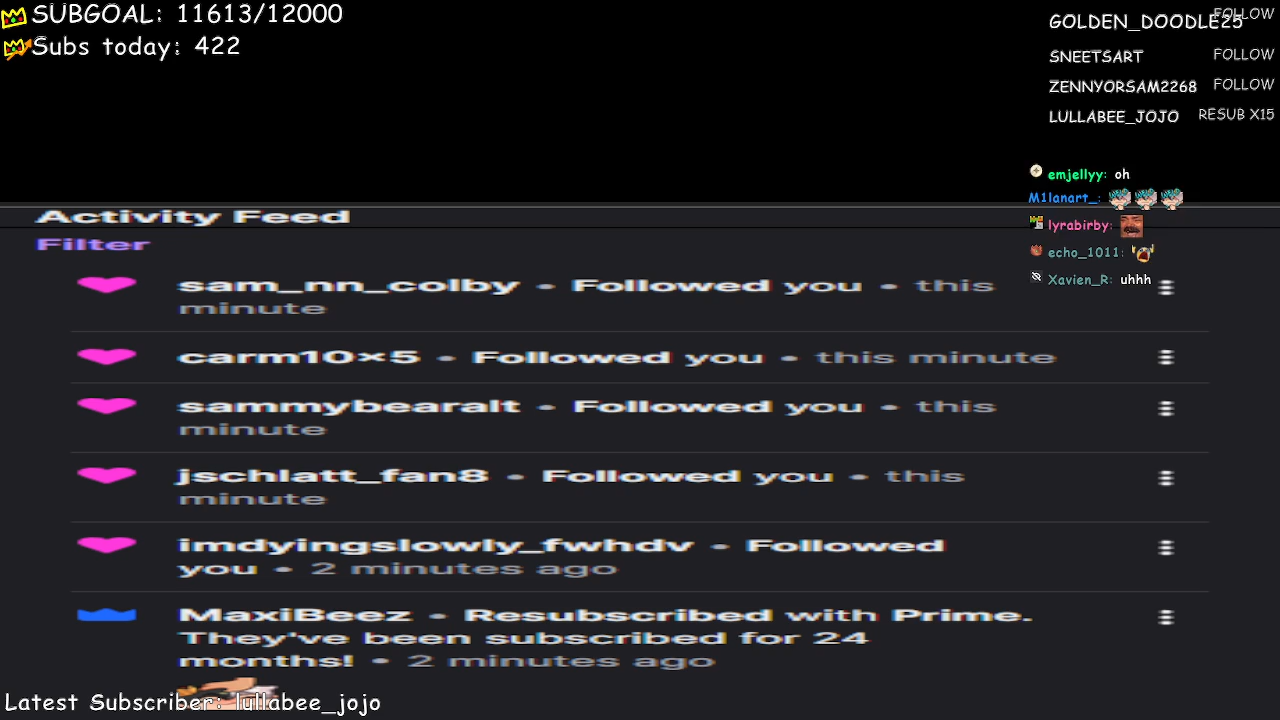 SUBGOAL: 11613/12000
Subs today: 422
GOLDEN_DOODLE25 FOLLOW
SNEETSART FOLLOW
ZENNYORSAM2268 FOLLOW
LULLABEE_JOJO RESUB X15
emjellyy: oh
M1lanart_:
lyrabirby:
echo_1011:
Xavien_R: uhhh
Activity Feed
Filter
sam_nn_colby • Followed you • this
minute
carm10x5 • Followed you • this minute
sammybearalt • Followed you • this
minute
jschlatt_fan8 • Followed you • this
minute
imdyingslowly_fwhdv • Followed
you • 2 minutes ago
MaxiBeez • Resubscribed with Prime.
They've been subscribed for 24
months! • 2 minutes ago
Latest Subscriber: lullabee_jojo